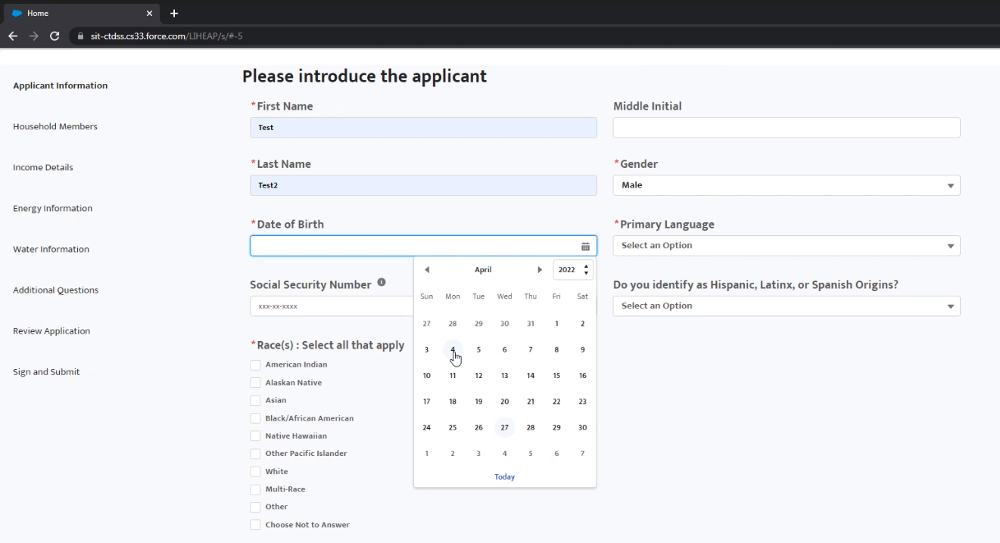 Home
sit-ctdss.cs33.force.com/LIHEAP/s/#-5
Applicant Information
Household Members
Income Details
Energy Information
Water Information
Additional Questions
Review Application
Sign and Submit
Please introduce the applicant
*First Name
Test
Middle Initial
*Last Name
Test2
*Gender
Male
*Date of Birth
*Primary Language
Select an Option
April 2022
Sun Mon Tue Wed Thu Fri Sat
27 28 29 30 31 1 2
3 4 5 6 7 8 9
10 11 12 13 14 15 16
17 18 19 20 21 22 23
24 25 26 27 28 29 30
1 2 3 4 5 6 7
Today
Social Security Number
xxx-xx-xxxx
Do you identify as Hispanic, Latinx, or Spanish Origins?
Select an Option
*Race(s) : Select all that apply
American Indian
Alaskan Native
Asian
Black/African American
Native Hawaiian
Other Pacific Islander
White
Multi-Race
Other
Choose Not to Answer